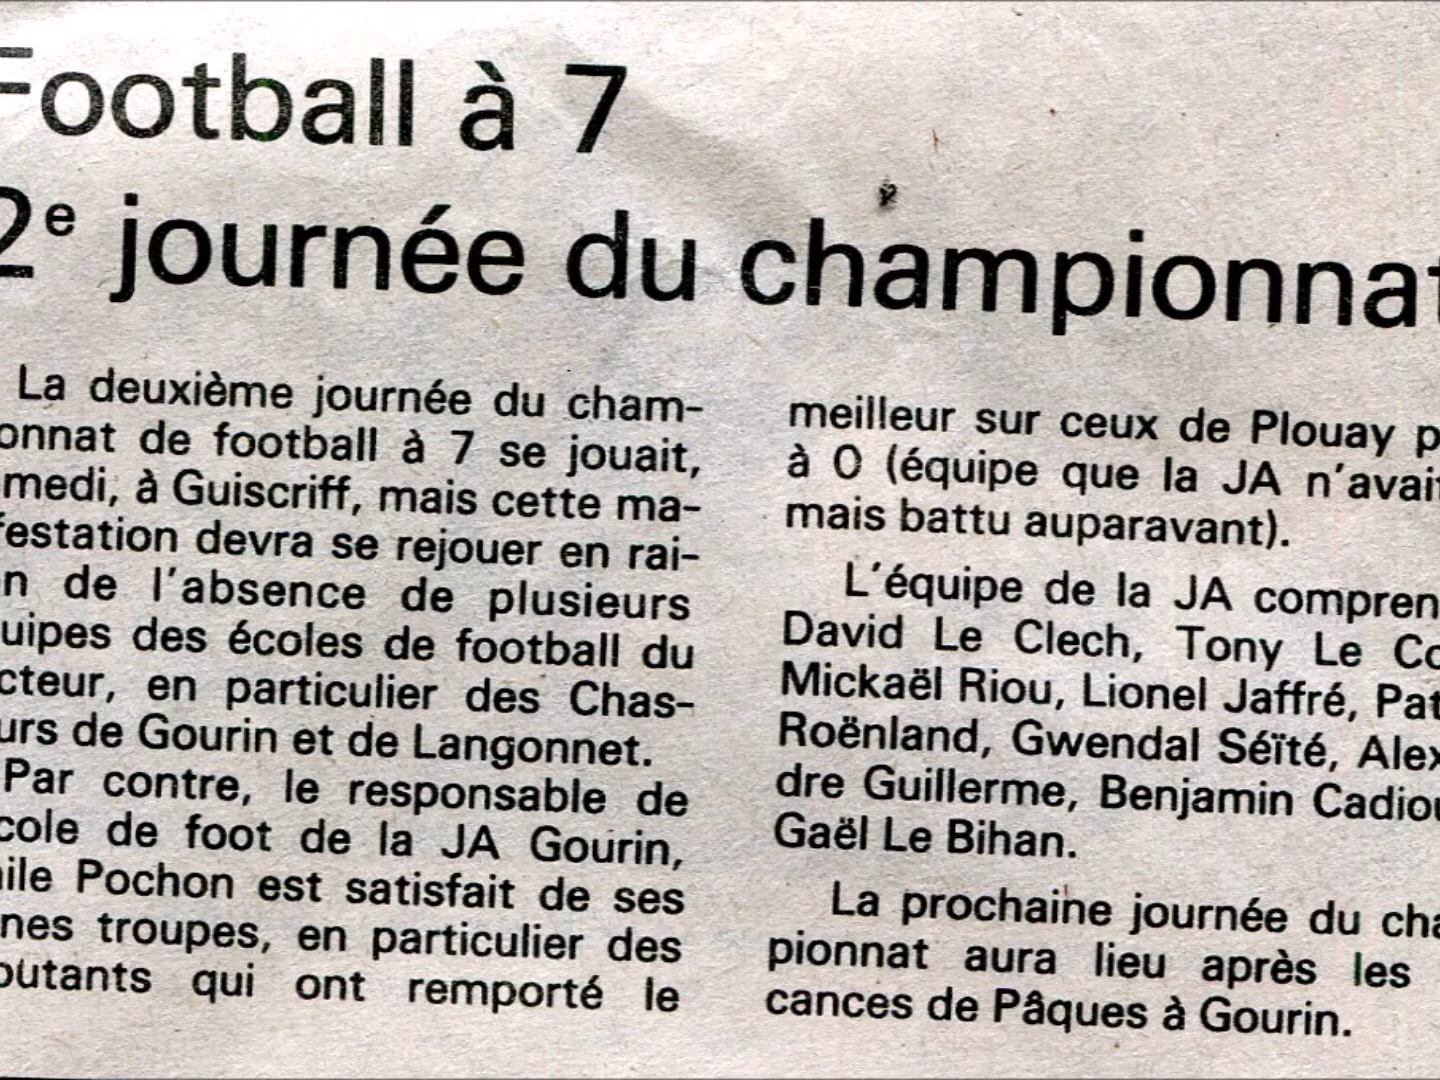 Football à 7
2e journée du championnat
La deuxième journée du cham-
onnat de football à 7 se jouait,
medi, à Guiscriff, mais cette ma-
festation devra se rejouer en rai-
n de l'absence de plusieurs
uipes des écoles de football du
cteur, en particulier des Chas-
urs de Gourin et de Langonnet.
Par contre, le responsable de
cole de foot de la JA Gourin,
ile Pochon est satisfait de ses
nes troupes, en particulier des
butants qui ont remporté le
meilleur sur ceux de Plouay p
à 0 (équipe que la JA n'avait
mais battu auparavant).
L'équipe de la JA compren
David Le Clech, Tony Le Co
Mickaël Riou, Lionel Jaffré, Pat
Roënland, Gwendal Séïté, Alex
dre Guillerme, Benjamin Cadiou
Gaël Le Bihan.
La prochaine journée du cha
pionnat aura lieu après les
cances de Pâques à Gourin.